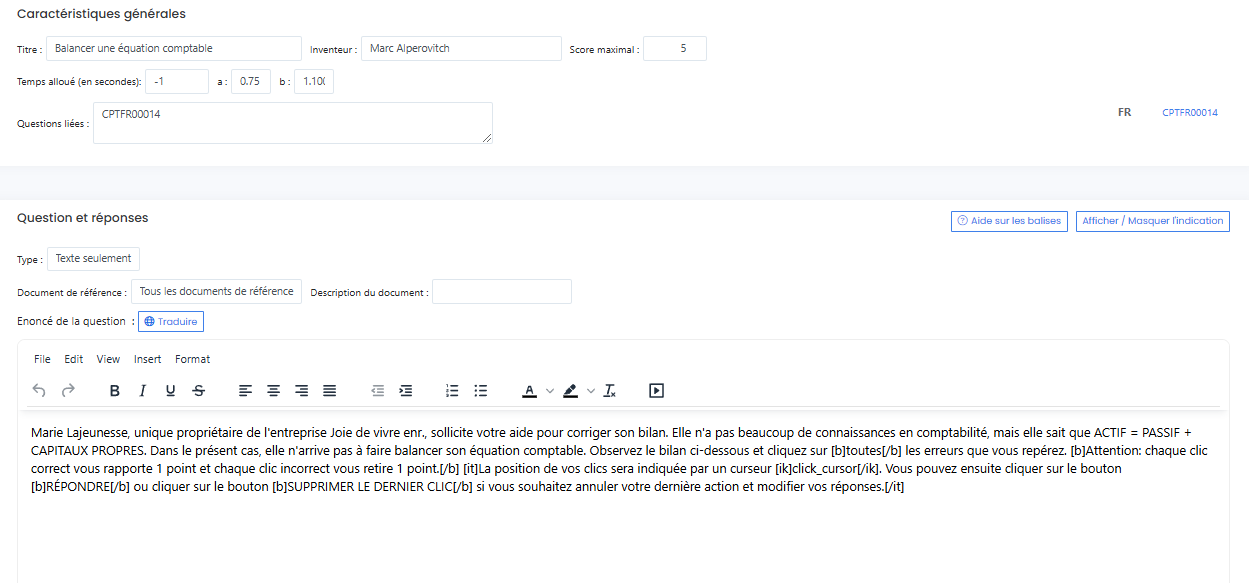 Caractéristiques générales
Titre : Balancer une équation comptable Inventeur : Marc Alperovitch Score maximal : 5
Temps alloué (en secondes): -1 a : 0.75 b : 1.10(
Questions liées : CPTFR00014 FR CPTFR00014
Question et réponses Aide sur les balises Afficher / Masquer l'indication
Type : Texte seulement
Document de référence : Tous les documents de référence Description du document :
Enoncé de la question : Traduire
File Edit View Insert Format
B I U S A
Marie Lajeunesse, unique propriétaire de l'entreprise Joie de vivre enr., sollicite votre aide pour corriger son bilan. Elle n'a pas beaucoup de connaissances en comptabilité, mais elle sait que ACTIF = PASSIF +
CAPITAUX PROPRES. Dans le présent cas, elle n'arrive pas à faire balancer son équation comptable. Observez le bilan ci-dessous et cliquez sur [b]toutes[/b] les erreurs que vous repérez. [b]Attention: chaque clic
correct vous rapporte 1 point et chaque clic incorrect vous retire 1 point.[/b] [it]La position de vos clics sera indiquée par un curseur [ik]click_cursor[/ik]. Vous pouvez ensuite cliquer sur le bouton
[b]RÉPONDRE[/b] ou cliquer sur le bouton [b]SUPPRIMER LE DERNIER CLIC[/b] si vous souhaitez annuler votre dernière action et modifier vos réponses.[/it]